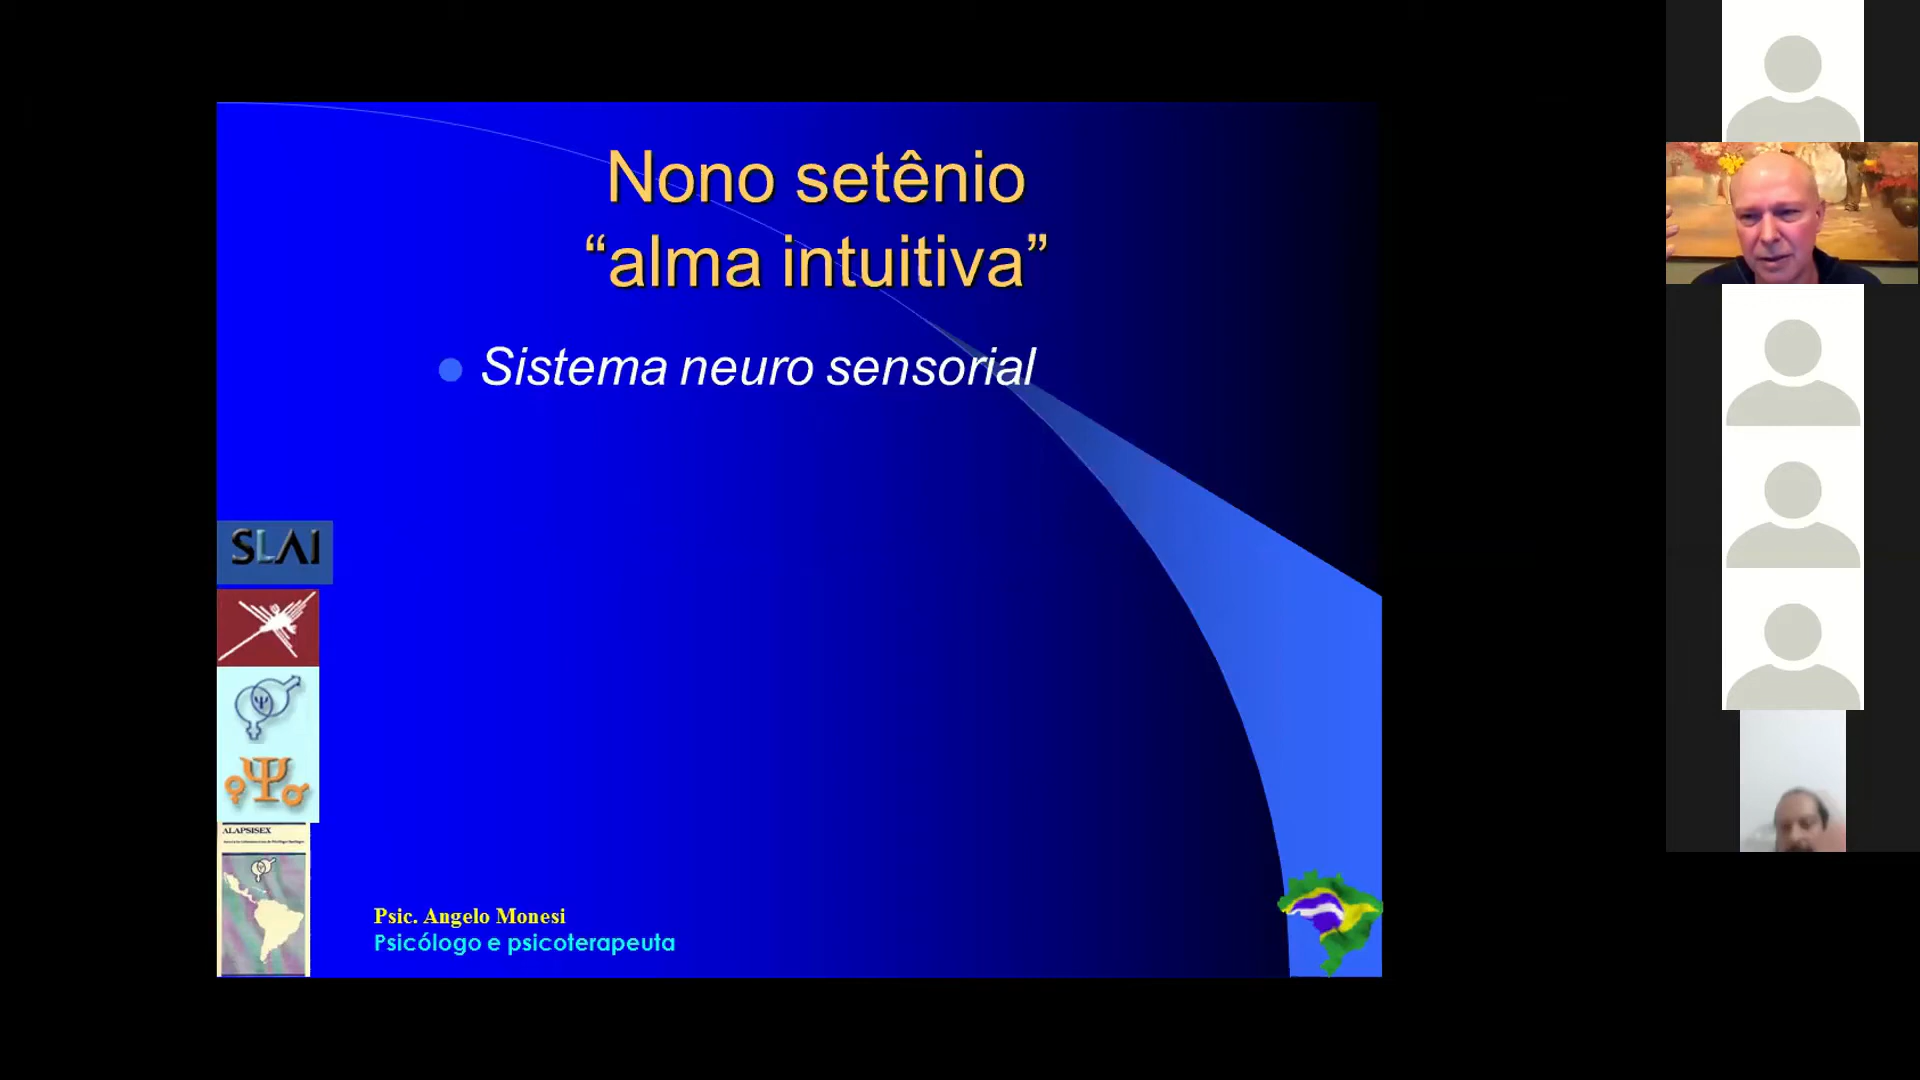 Nono setênio
“alma intuitiva”
Sistema neuro sensorial
SLAI
ALAPSISEX
Psic. Angelo Monesi
Psicólogo e psicoterapeuta